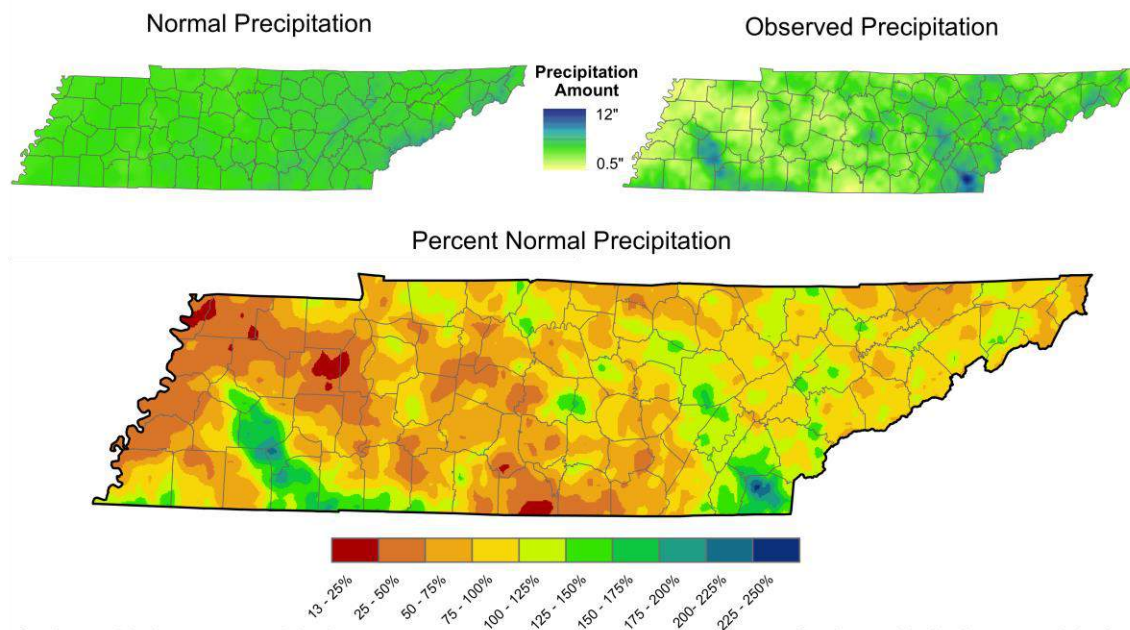 Normal Precipitation
Observed Precipitation
Precipitation
Amount
12"
0.5"
Percent Normal Precipitation
13 - 25%
25 - 50%
50 - 75%
75 - 100%
100 - 125%
125 - 150%
150 - 175%
175 - 200%
200- 225%
225 - 250%